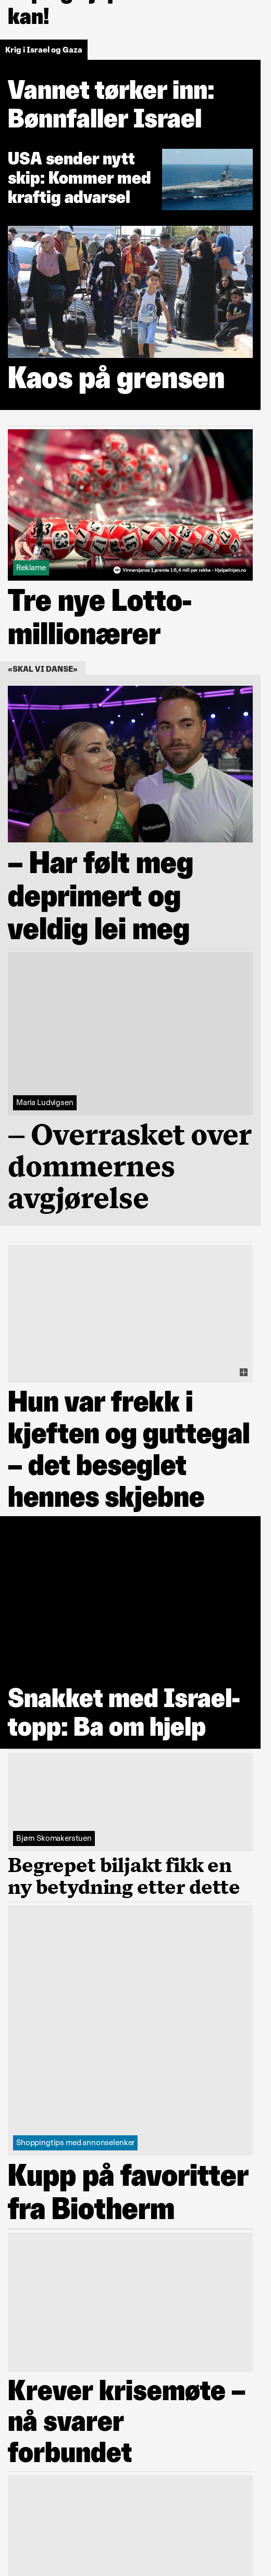 kan!
Krig i Israel og Gaza
Vannet tørker inn:
Bønnfaller Israel
USA sender nytt
skip: Kommer med
kraftig advarsel
Kaos på grensen
Reklame
Vinnersjanse 1.premie 1:5,4 mill per rekke - Hjelpelinjen.no
Tre nye Lotto-
millionærer
«SKAL VI DANSE»
Nettavisen
– Har følt meg
deprimert og
veldig lei meg
Maria Ludvigsen
– Overrasket over
dommernes
avgjørelse
Hun var frekk i
kjeften og guttegal
– det beseglet
hennes skjebne
Snakket med Israel-
topp: Ba om hjelp
Bjørn Skomakerstuen
Begrepet biljakt fikk en
ny betydning etter dette
Shoppingtips med annonselenker
Kupp på favoritter
fra Biotherm
Krever krisemøte –
nå svarer
forbundet